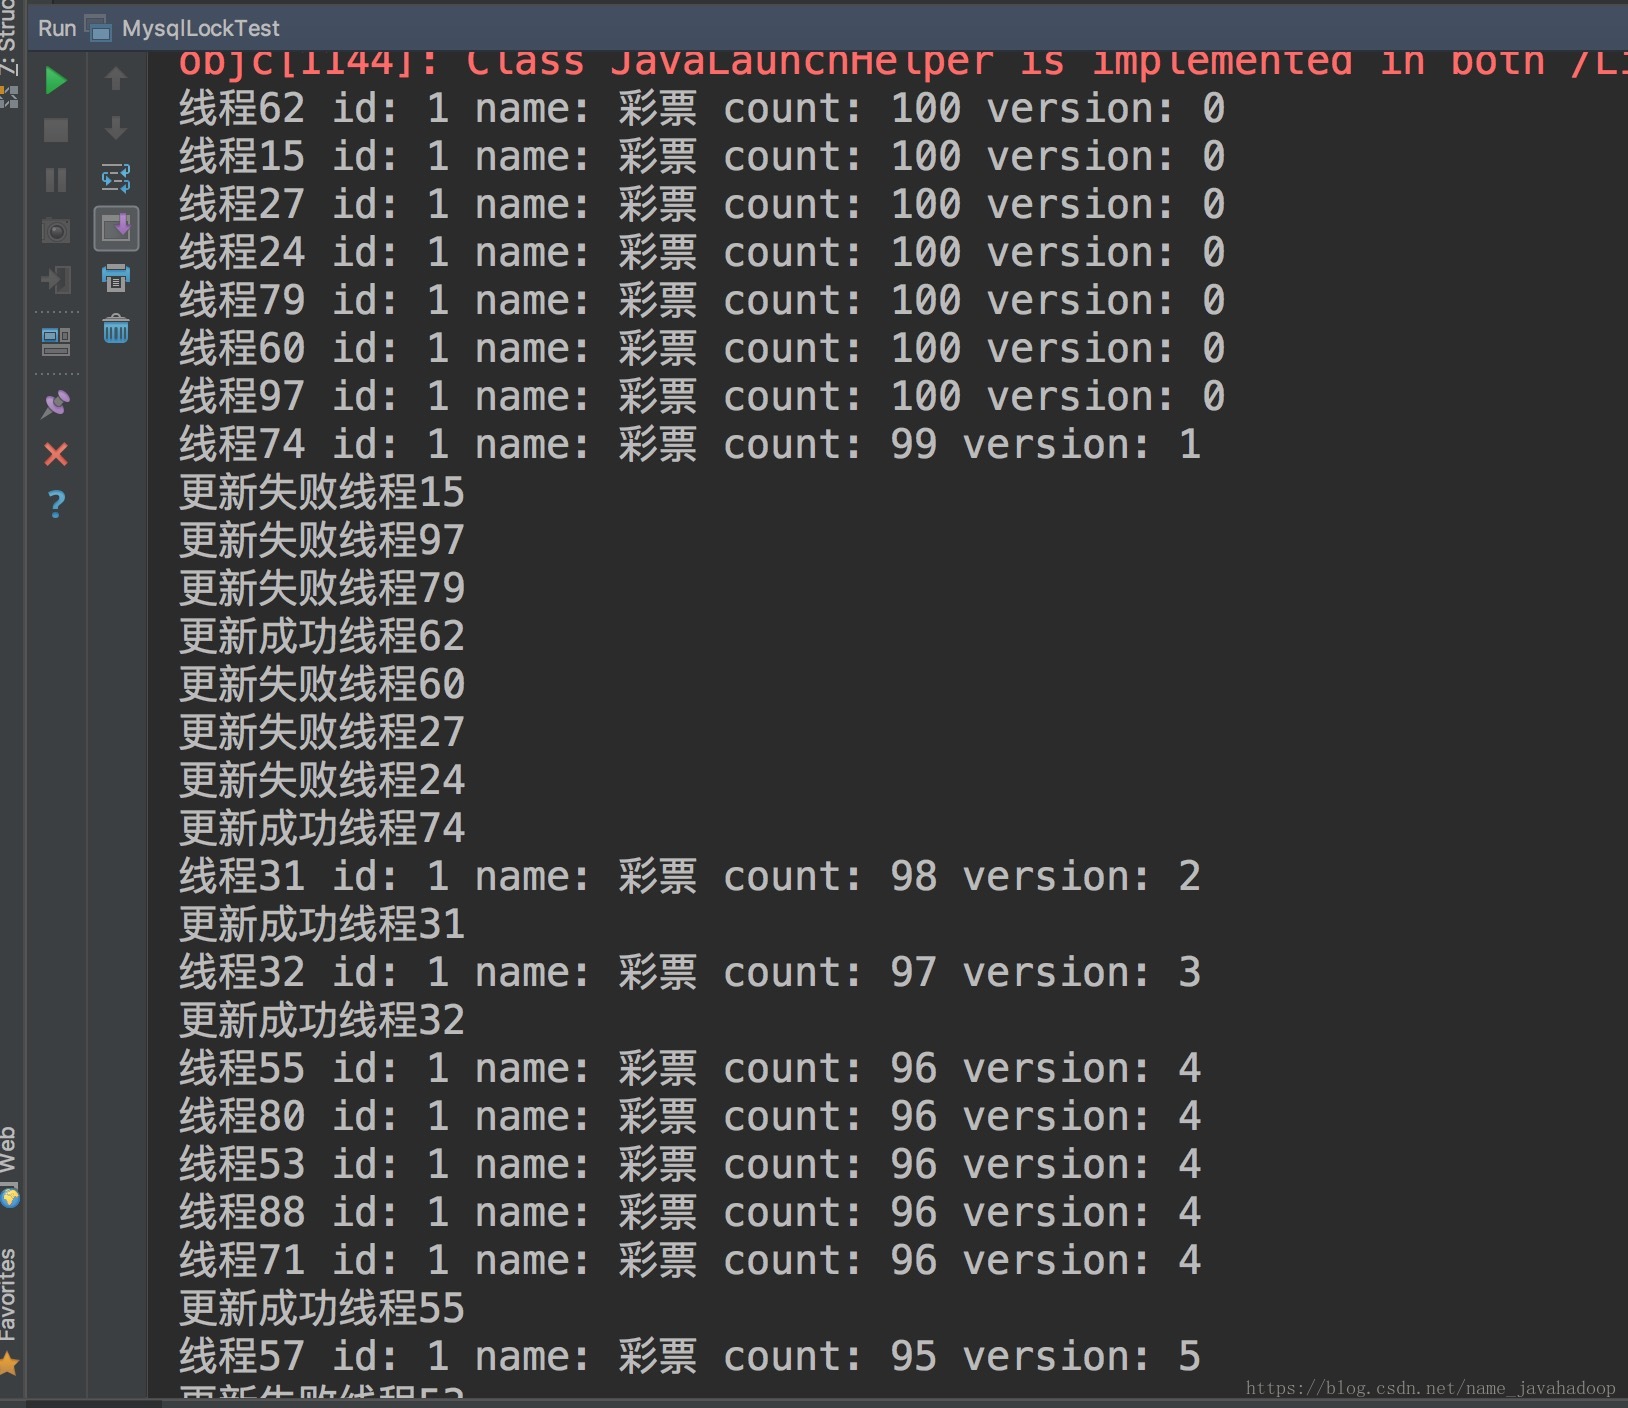 Run MysqlLockTest
objc[1144]: Class JavaLaunchHelper is implemented in both /Li
线程62 id: 1 name: 彩票 count: 100 version: 0
线程15 id: 1 name: 彩票 count: 100 version: 0
线程27 id: 1 name: 彩票 count: 100 version: 0
线程24 id: 1 name: 彩票 count: 100 version: 0
线程79 id: 1 name: 彩票 count: 100 version: 0
线程60 id: 1 name: 彩票 count: 100 version: 0
线程97 id: 1 name: 彩票 count: 100 version: 0
线程74 id: 1 name: 彩票 count: 99 version: 1
更新失败线程15
更新失败线程97
更新失败线程79
更新成功线程62
更新失败线程60
更新失败线程27
更新失败线程24
更新成功线程74
线程31 id: 1 name: 彩票 count: 98 version: 2
更新成功线程31
线程32 id: 1 name: 彩票 count: 97 version: 3
更新成功线程32
线程55 id: 1 name: 彩票 count: 96 version: 4
线程80 id: 1 name: 彩票 count: 96 version: 4
线程53 id: 1 name: 彩票 count: 96 version: 4
线程88 id: 1 name: 彩票 count: 96 version: 4
线程71 id: 1 name: 彩票 count: 96 version: 4
更新成功线程55
线程57 id: 1 name: 彩票 count: 95 version: 5
更新失败线程53
7: Struc
Web
Favorites
https://blog.csdn.net/name_javahadoop